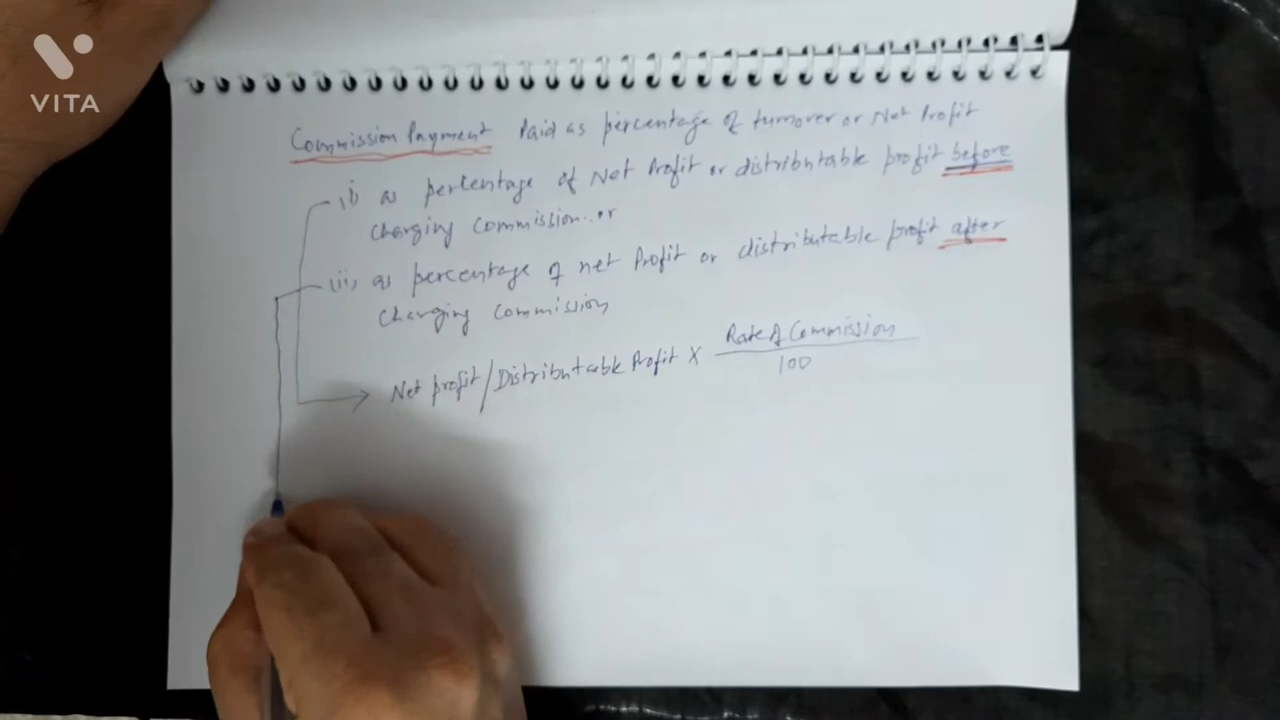 VITA
Commission Payment Paid as percentage of turnover or Net Profit
(i) as percentage of Net Profit or distributable profit before
charging commission.. or
(ii) as percentage of net Profit or distributable profit after
charging commission
Net profit/Distributable Profit X Rate of Commission
100